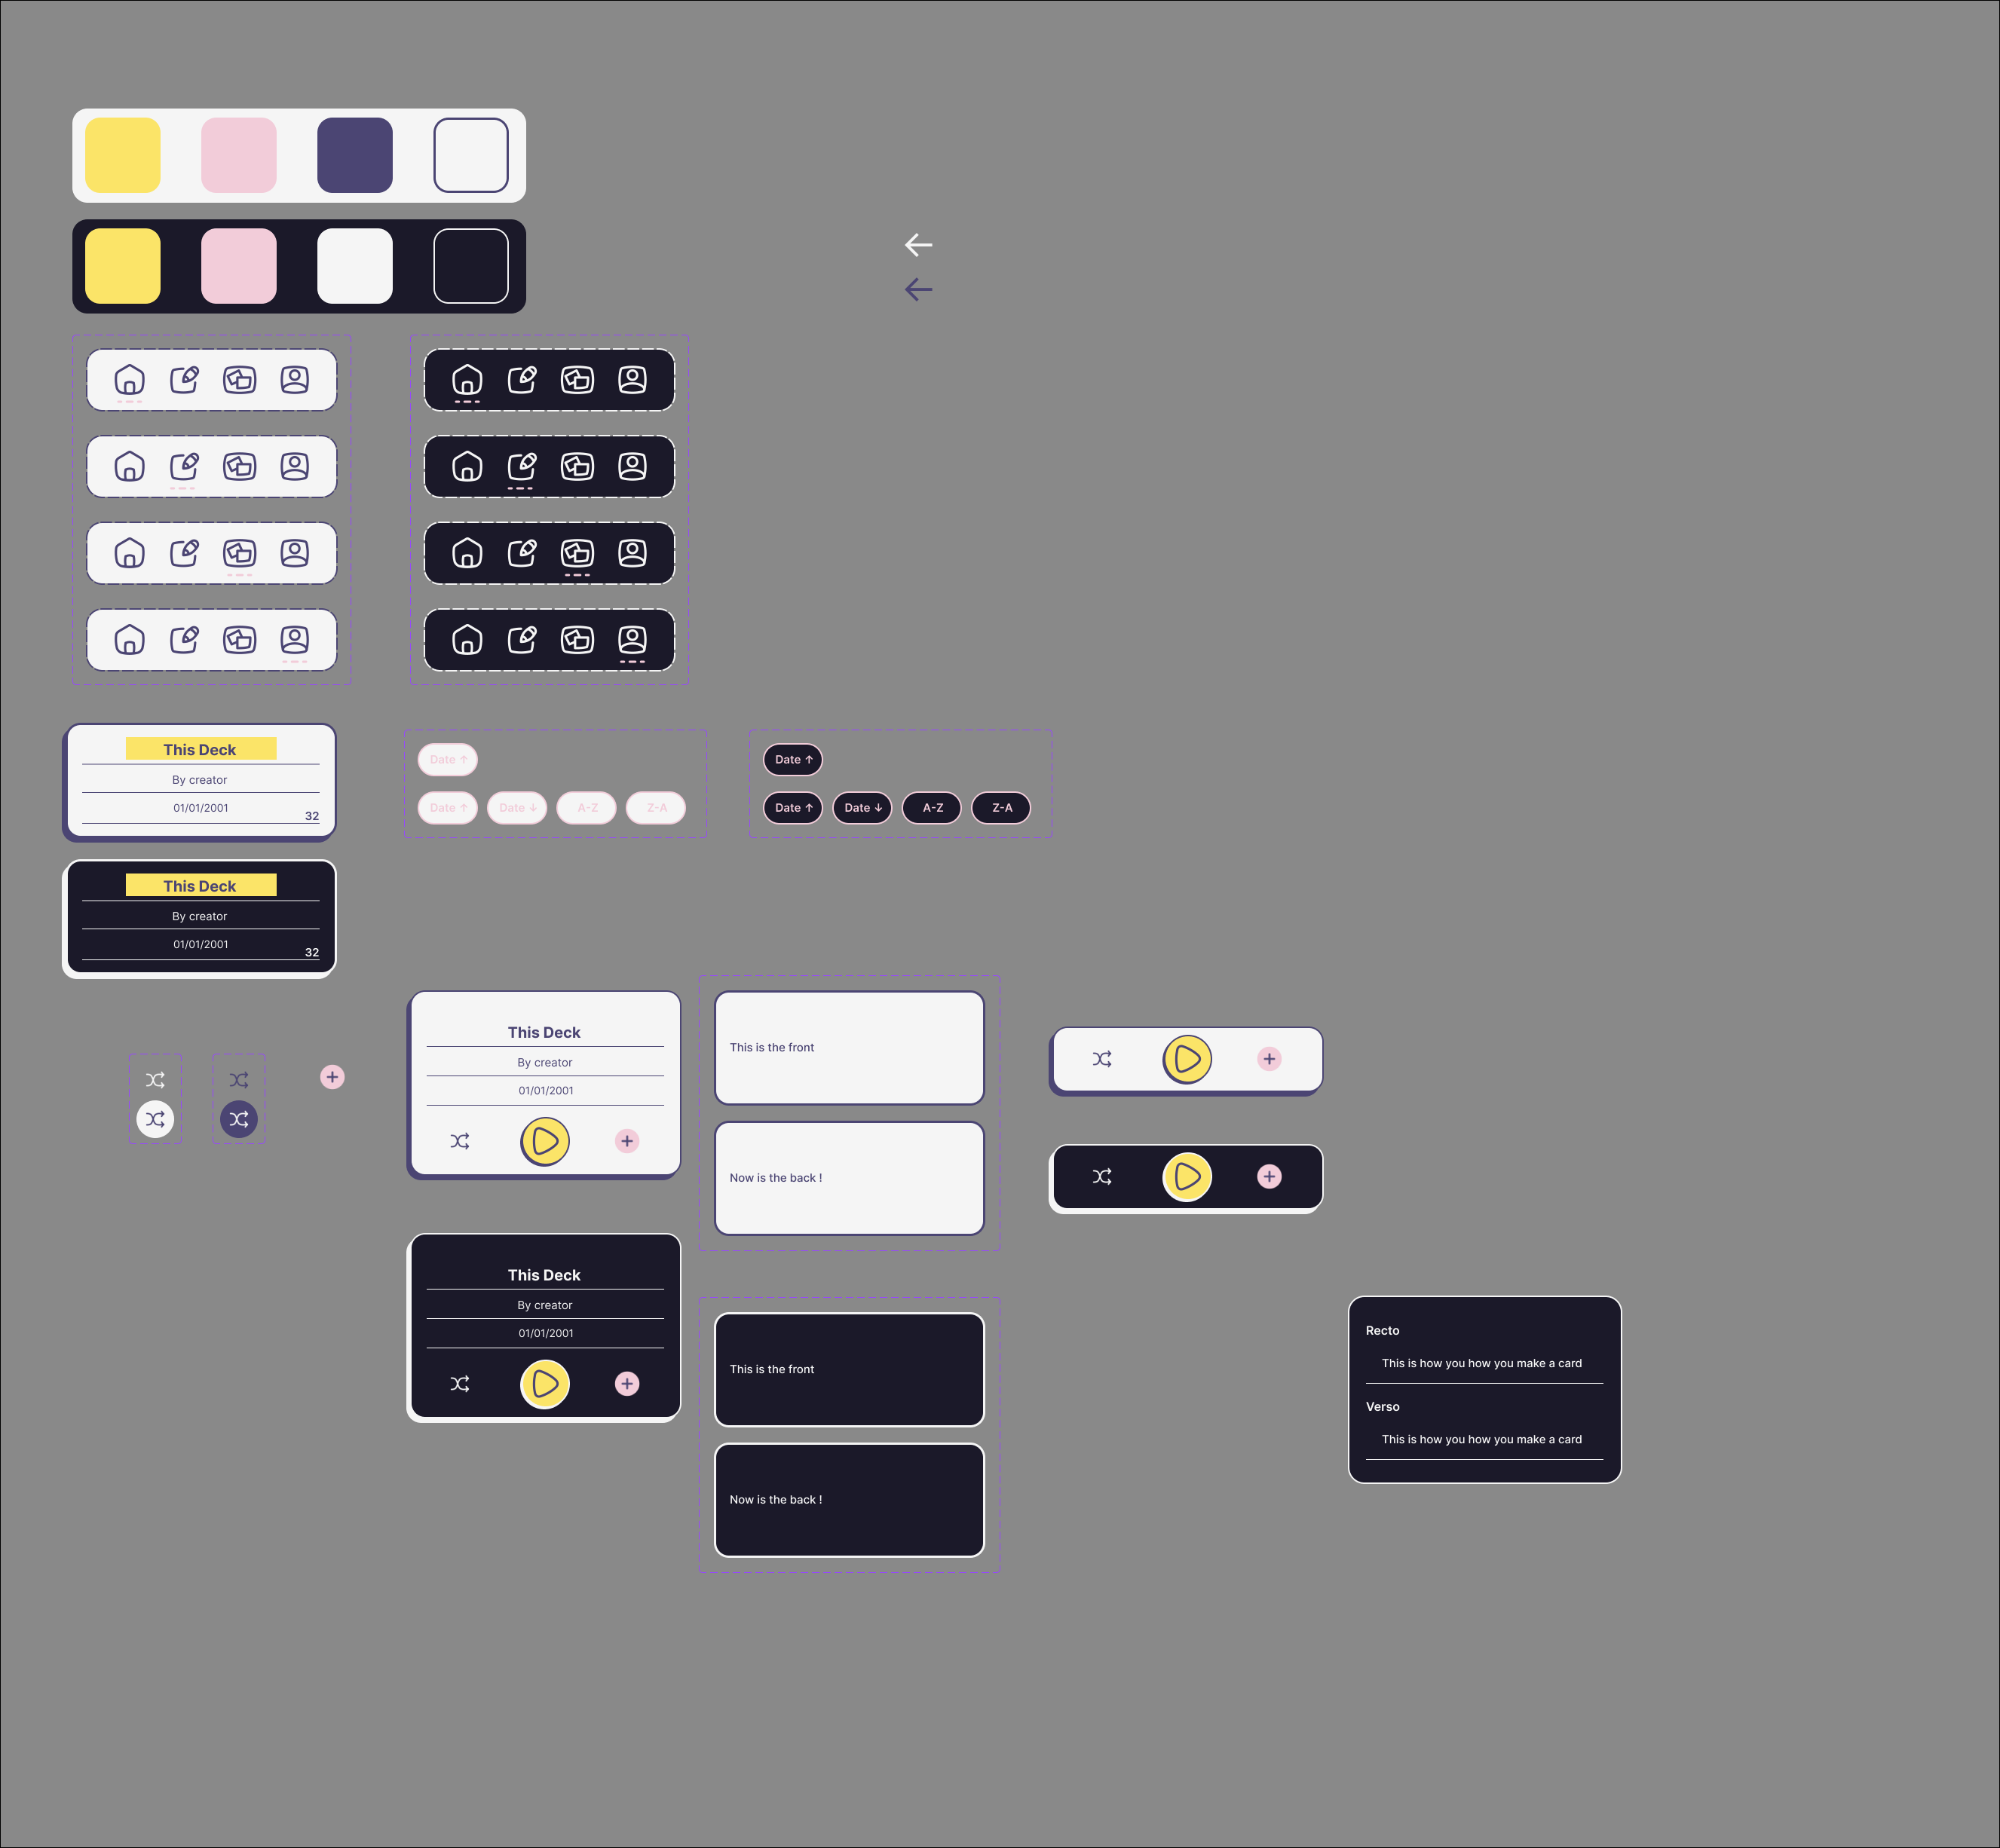 This Deck
By creator
01/01/2001
32
Date ↑
Date ↑ Date ↓ A-Z Z-A
Date ↑
Date ↑ Date ↓ A-Z Z-A
This Deck
By creator
01/01/2001
32
This Deck
By creator
01/01/2001
This is the front
Now is the back !
This Deck
By creator
01/01/2001
This is the front
Now is the back !
Recto
This is how you how you make a card
Verso
This is how you how you make a card